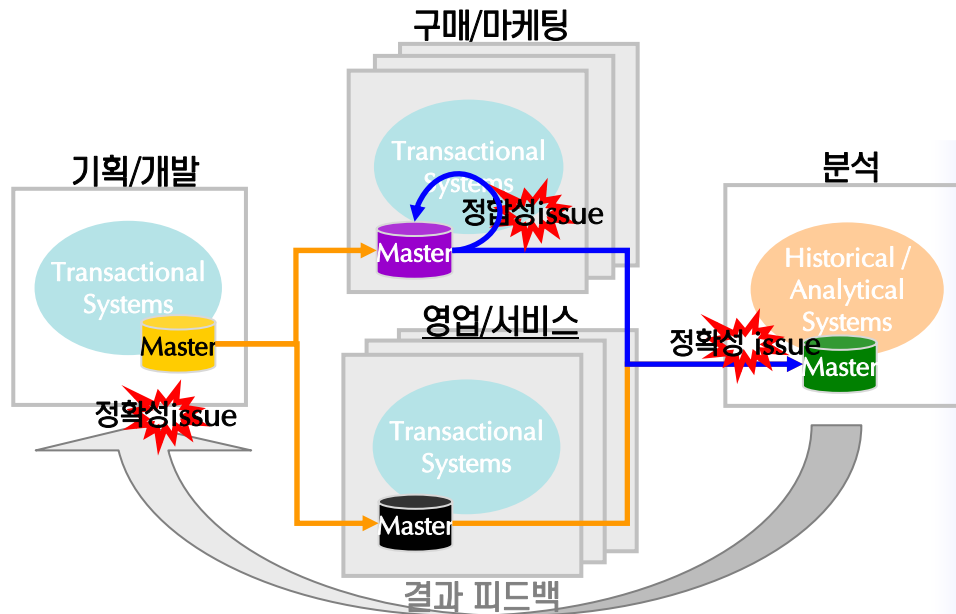 구매/마케팅
Transactional
Systems
정합성issue
Master
기획/개발
Transactional
Systems
Master
정확성issue
분석
Historical /
Analytical
Systems
정확성 issue
Master
영업/서비스
Transactional
Systems
Master
결과 피드백